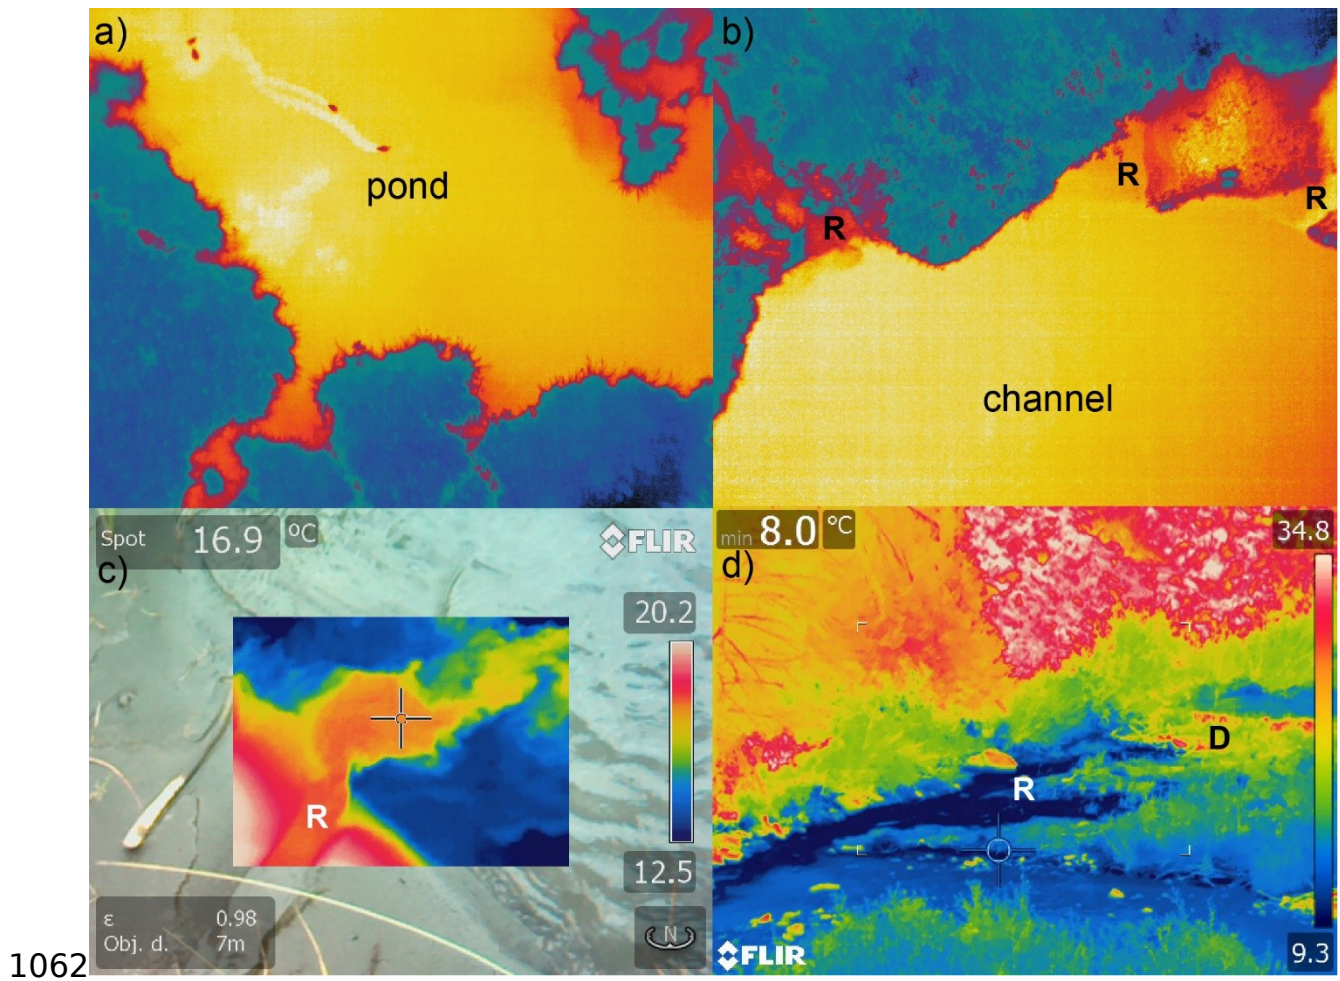 a)
pond
b)
R
R
R
channel
Spot 16.9 °C
FLIR
c)
20.2
R
12.5
ε 0.98
Obj. d. 7m
N
min 8.0 °C
d)
34.8
D
R
FLIR
9.3
1062